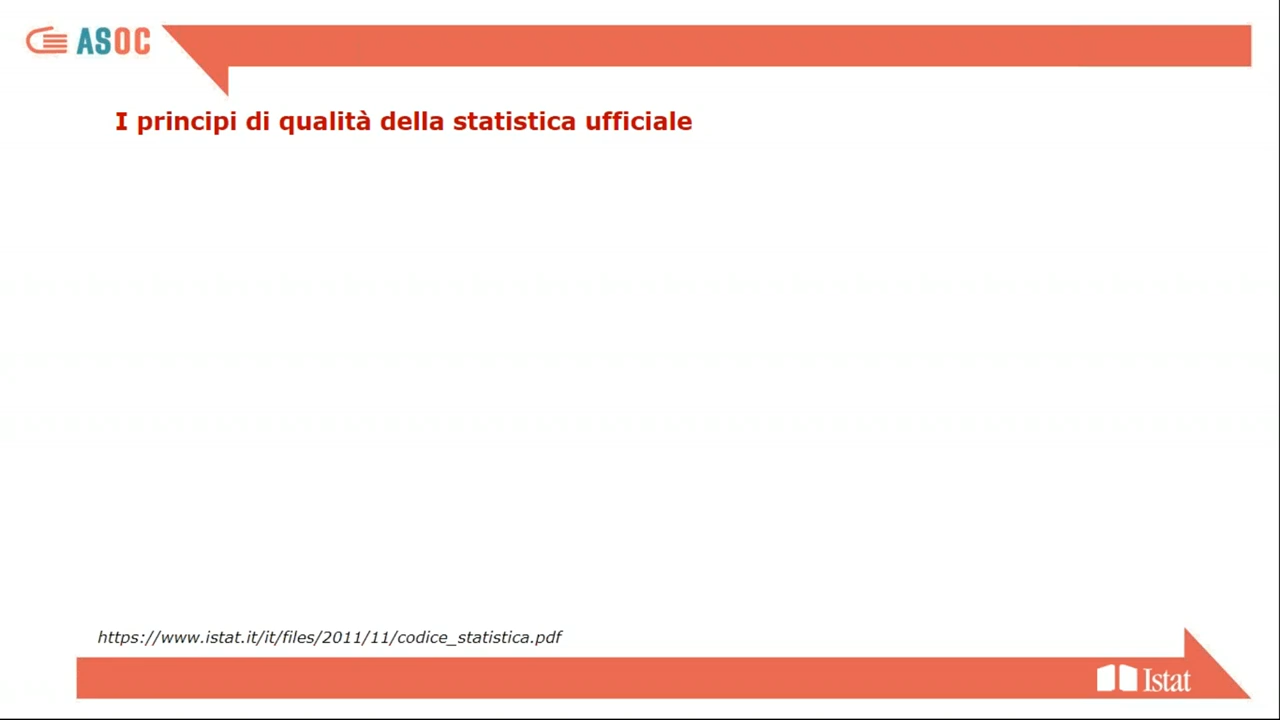 ASOC
I principi di qualità della statistica ufficiale
https://www.istat.it/it/files/2011/11/codice_statistica.pdf
Istat